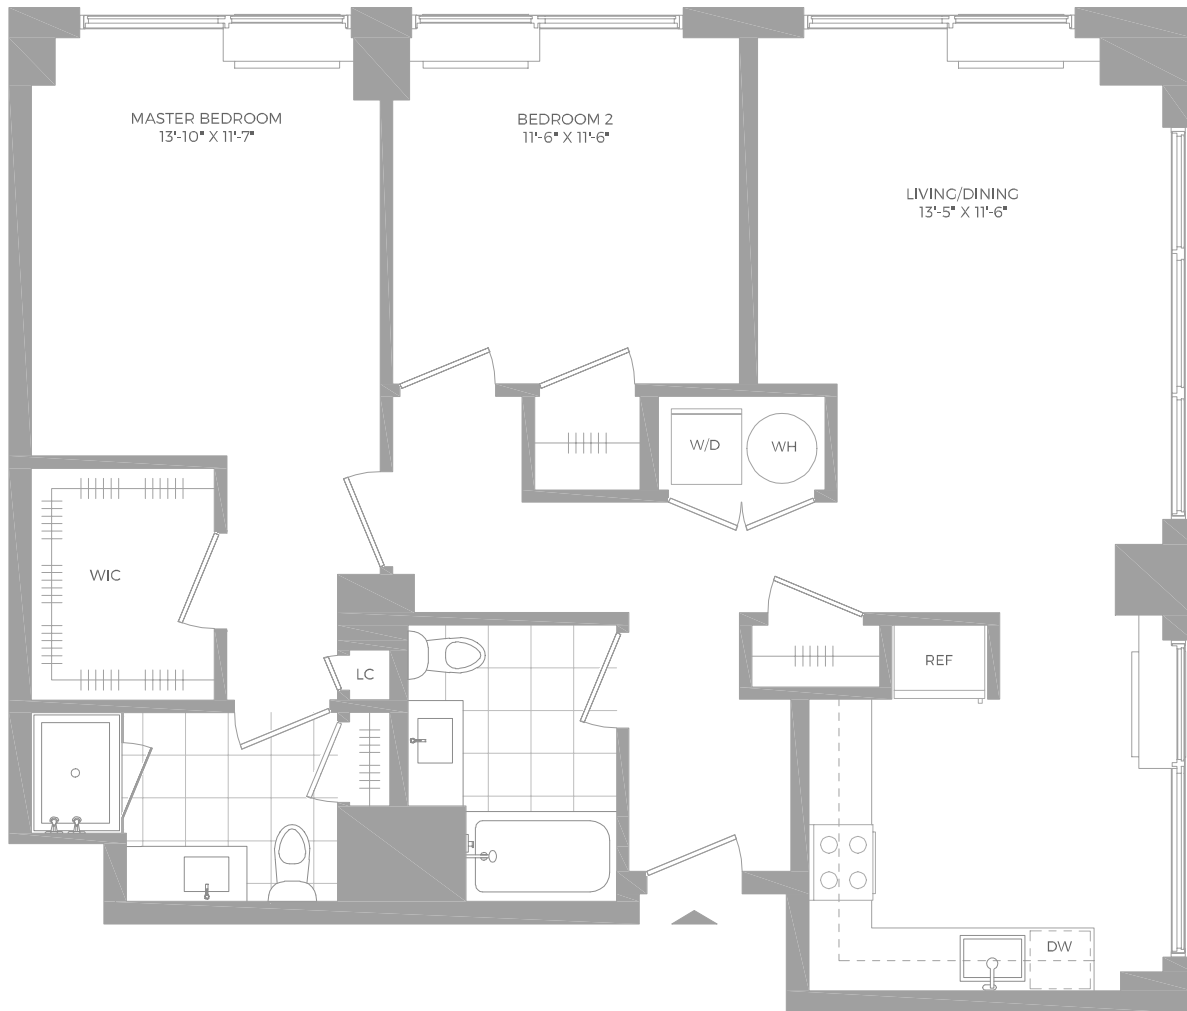 MASTER BEDROOM
13'-10" X 11'-7"
BEDROOM 2
11'-6" X 11'-6"
LIVING/DINING
13'-5" X 11'-6"
W/D
WH
WIC
LC
REF
DW